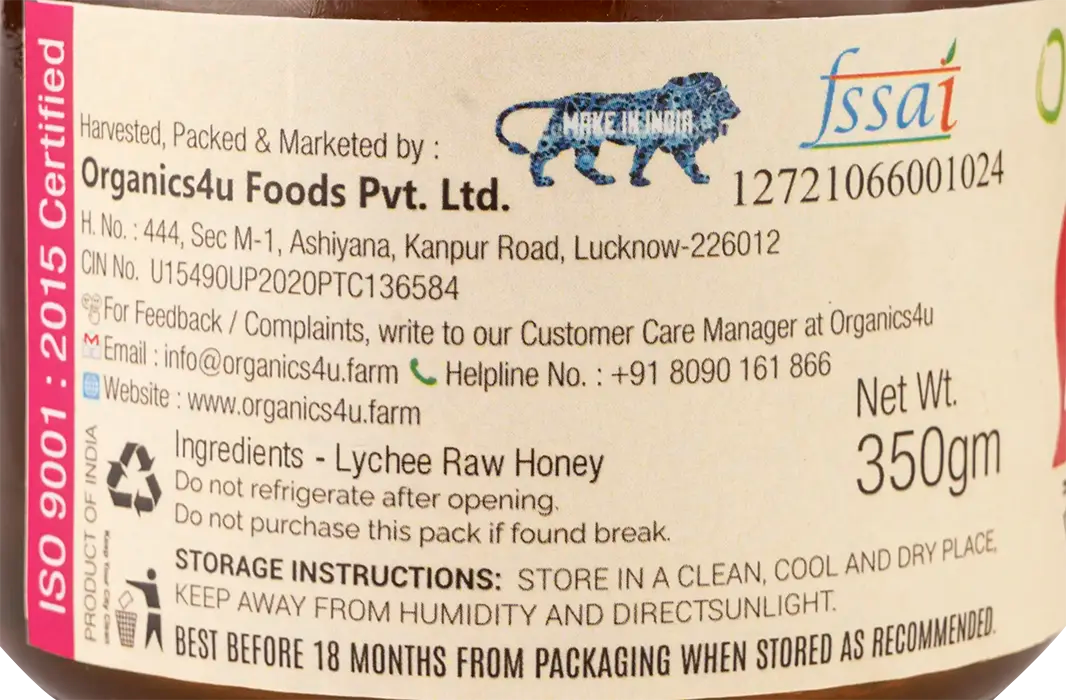 ISO 9001 : 2015 Certified
MAKE IN INDIA
fssai
12721066001024
Harvested, Packed & Marketed by :
Organics4u Foods Pvt. Ltd.
H. No. : 444, Sec M-1, Ashiyana, Kanpur Road, Lucknow-226012
CIN No. U15490UP2020PTC136584
For Feedback / Complaints, write to our Customer Care Manager at Organics4u
Email : info@organics4u.farm Helpline No. : +91 8090 161 866
Website : www.organics4u.farm
Net Wt.
350gm
PRODUCT OF INDIA
Ingredients - Lychee Raw Honey
Do not refrigerate after opening.
Do not purchase this pack if found break.
Keep Your City Clean
STORAGE INSTRUCTIONS: STORE IN A CLEAN, COOL AND DRY PLACE,
KEEP AWAY FROM HUMIDITY AND DIRECTSUNLIGHT.
BEST BEFORE 18 MONTHS FROM PACKAGING WHEN STORED AS RECOMMENDED.